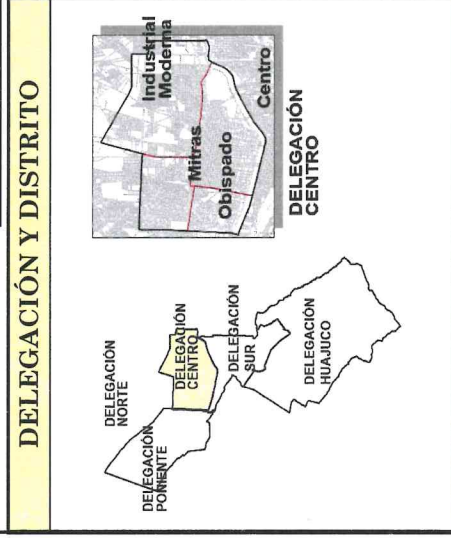 DELEGACIÓN Y DISTRITO
DELEGACIÓN
NORTE
DELEGACIÓN
PONIENTE
DELEGACIÓN
CENTRO
DELEGACIÓN
SUR
DELEGACIÓN
HUAJUCO
Industrial
Moderna
Mitras
Obispado
Centro
DELEGACIÓN
CENTRO